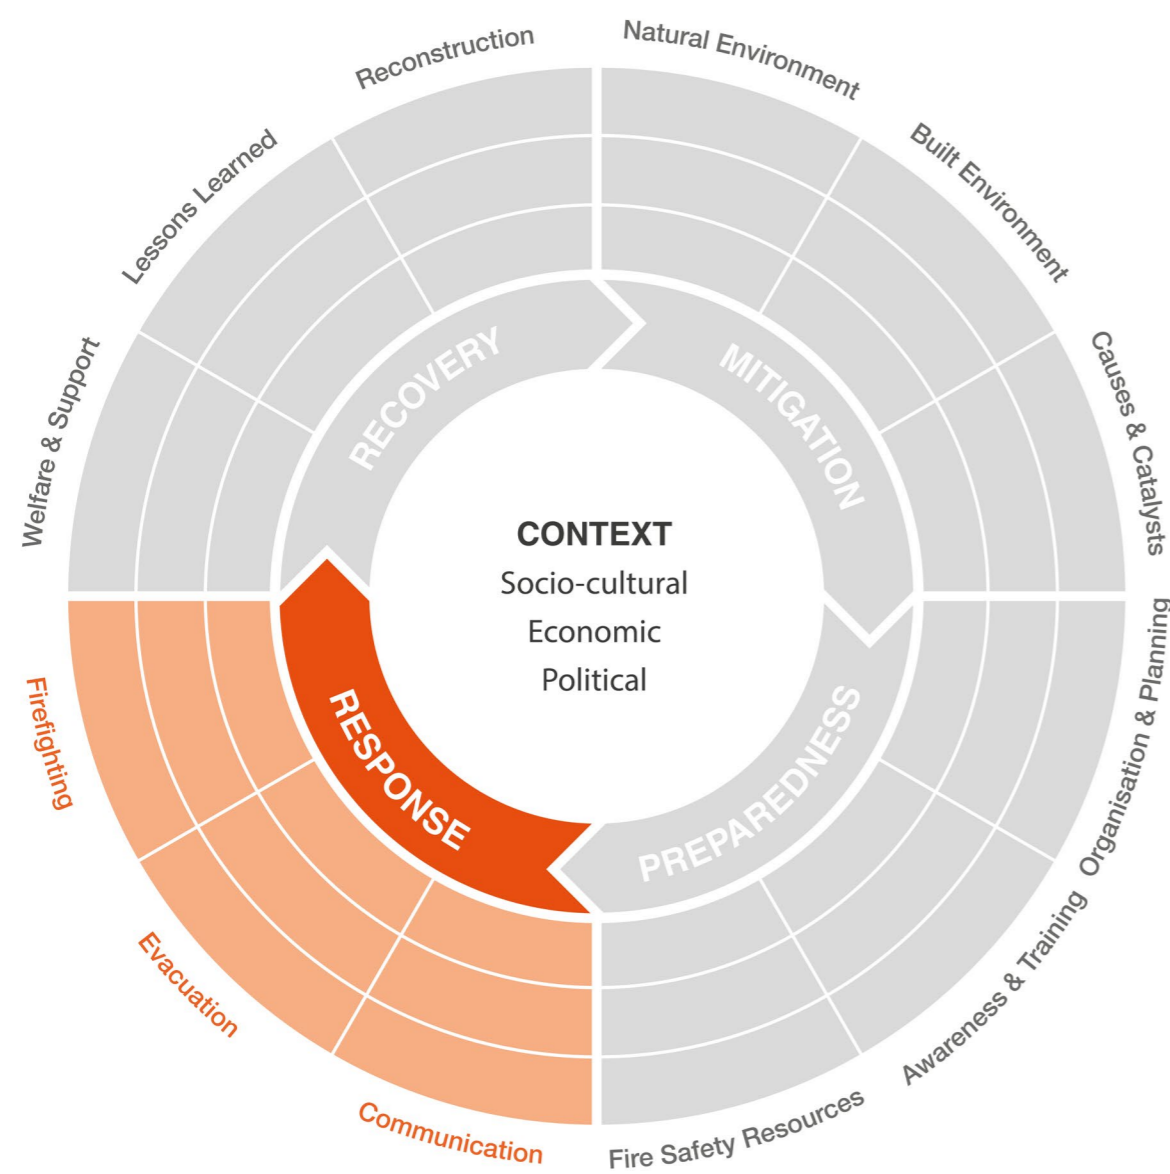 Natural Environment
Built Environment
Causes & Catalysts
Organisation & Planning
Awareness & Training
Fire Safety Resources
Communication
Evacuation
Firefighting
Welfare & Support
Lessons Learned
Reconstruction
MITIGATION
PREPAREDNESS
RESPONSE
RECOVERY
CONTEXT
Socio-cultural
Economic
Political